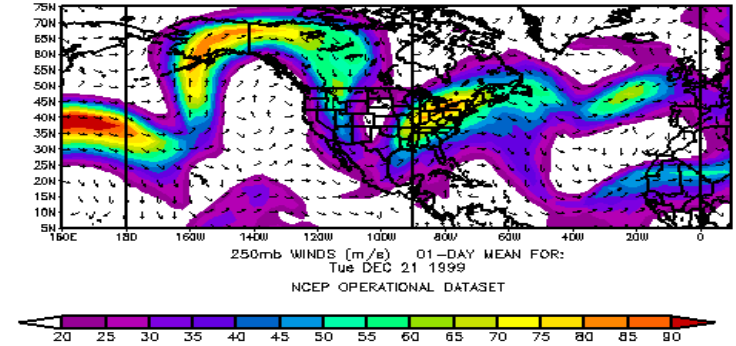 75N
70N
65N
60N
55N
50N
45N
40N
35N
30N
25N
20N
15N
10N
5N
160E 180 160W 140W 120W 100W 80W 60W 40W 20W 0
250mb WINDS (m/s) 01-DAY MEAN FOR:
Tue DEC 21 1999
NCEP OPERATIONAL DATASET
20 25 30 35 40 45 50 55 60 65 70 75 80 85 90